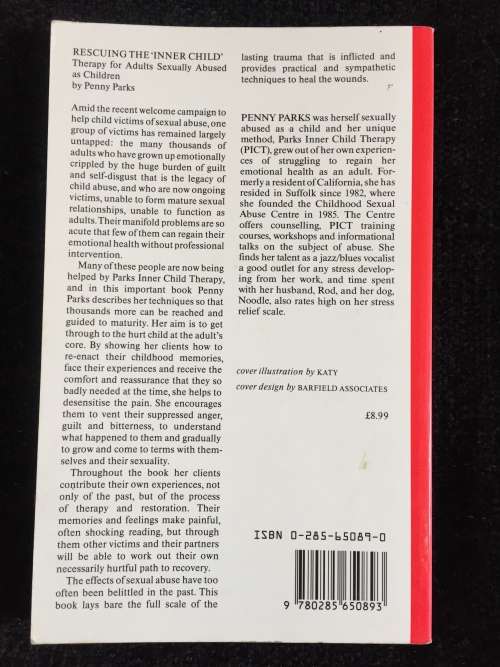 RESCUING THE 'INNER CHILD'
Therapy for Adults Sexually Abused
as Children
by Penny Parks
Amid the recent welcome campaign to
help child victims of sexual abuse, one
group of victims has remained largely
untapped: the many thousands of
adults who have grown up emotionally
crippled by the huge burden of guilt
and self-disgust that is the legacy of
child abuse, and who are now ongoing
victims, unable to form mature sexual
relationships, unable to function as
adults. Their manifold problems are so
acute that few of them can regain their
emotional health without professional
intervention.
Many of these people are now being
helped by Parks Inner Child Therapy,
and in this important book Penny
Parks describes her techniques so that
thousands more can be reached and
guided to maturity. Her aim is to get
through to the hurt child at the adult's
core. By showing her clients how to
re-enact their childhood memories,
face their experiences and receive the
comfort and reassurance that they so
badly needed at the time, she helps to
desensitise the pain. She encourages
them to vent their suppressed anger,
guilt and bitterness, to understand
what happened to them and gradually
to grow and come to terms with them-
selves and their sexuality.
Throughout the book her clients
contribute their own experiences, not
only of the past, but of the process
of therapy and restoration. Their
memories and feelings make painful,
often shocking reading, but through
them other victims and their partners
will be able to work out their own
necessarily hurtful path to recovery.
The effects of sexual abuse have too
often been belittled in the past. This
book lays bare the full scale of the
lasting trauma that is inflicted and
provides practical and sympathetic
techniques to heal the wounds.
PENNY PARKS was herself sexually
abused as a child and her unique
method, Parks Inner Child Therapy
(PICT), grew out of her own experien-
ces of struggling to regain her
emotional health as an adult. For-
merly a resident of California, she has
resided in Suffolk since 1982, where
she founded the Childhood Sexual
Abuse Centre in 1985. The Centre
offers counselling, PICT training
courses, workshops and informational
talks on the subject of abuse. She
finds her talent as a jazz/blues vocalist
a good outlet for any stress develop-
ing from her work, and time spent
with her husband, Rod, and her dog,
Noodle, also rates high on her stress
relief scale.
cover illustration by KATY
cover design by BARFIELD ASSOCIATES
£8.99
ISBN 0-285-65089-0
9 780285 650893